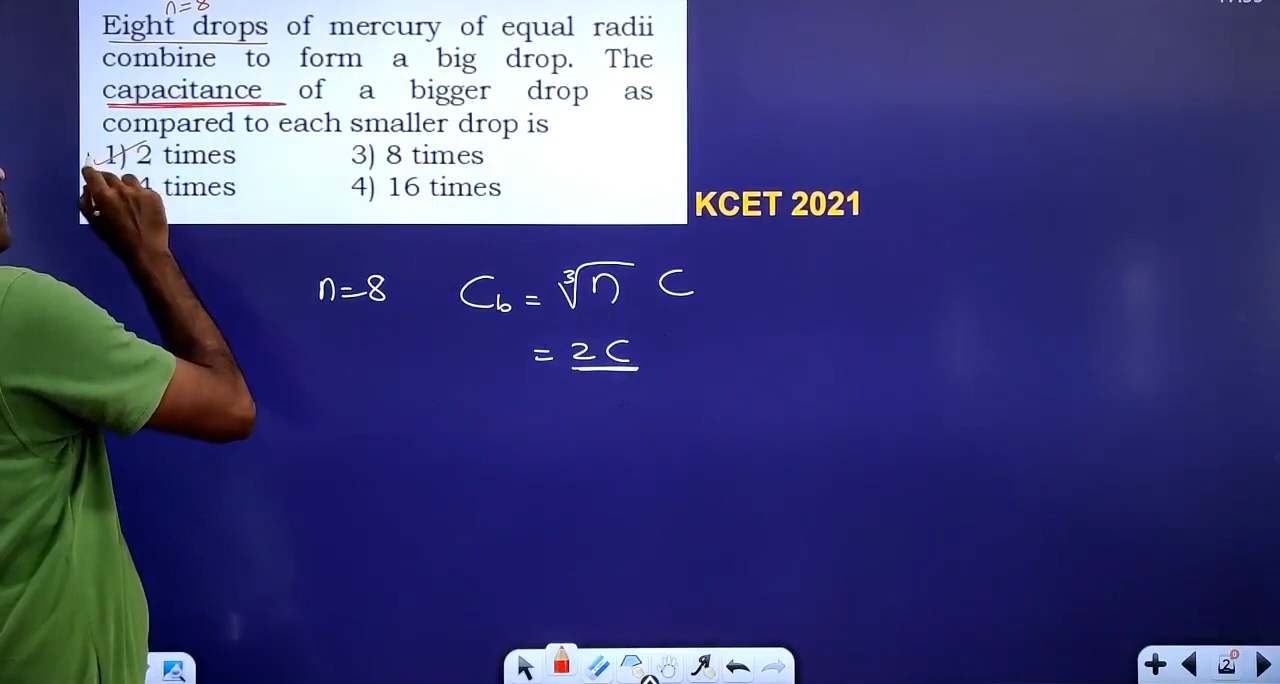 n=8
Eight drops of mercury of equal radii
combine to form a big drop. The
capacitance of a bigger drop as
compared to each smaller drop is
1) 2 times 3) 8 times
times 4) 16 times
KCET 2021
n=8 C_b = ∛n C
= 2C
2
0